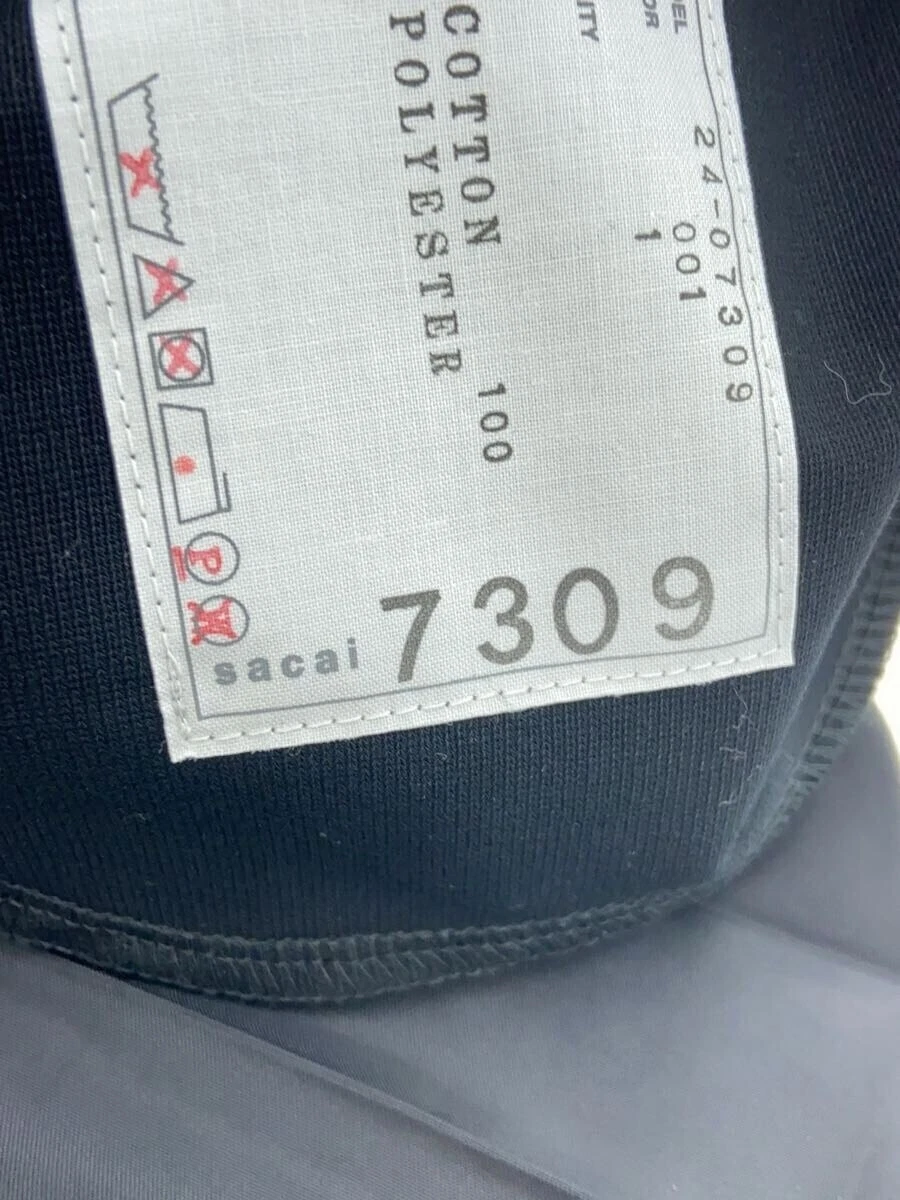 24-07309
001
1
COTTON 100
POLYESTER
P
W
sacai 7309